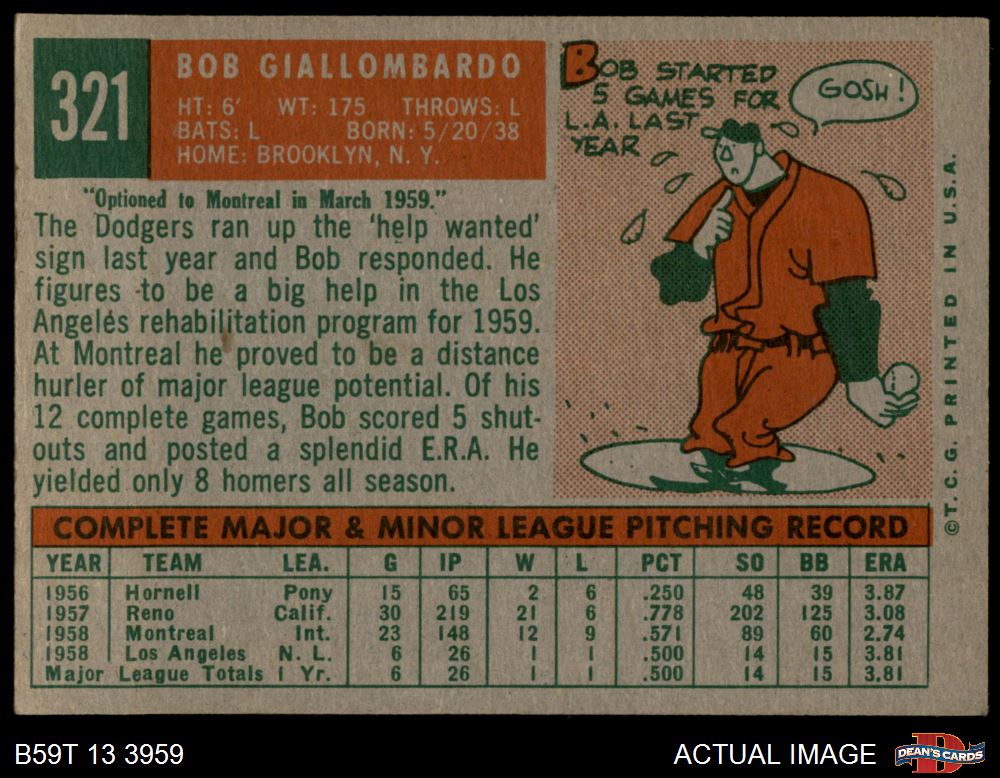 321
BOB GIALLOMBARDO
HT: 6' WT: 175 THROWS: L
BATS: L BORN: 5/20/38
HOME: BROOKLYN, N. Y.
"Optioned to Montreal in March 1959."
The Dodgers ran up the 'help wanted'
sign last year and Bob responded. He
figures to be a big help in the Los
Angeles rehabilitation program for 1959.
At Montreal he proved to be a distance
hurler of major league potential. Of his
12 complete games, Bob scored 5 shut-
outs and posted a splendid E.R.A. He
yielded only 8 homers all season.
BOB STARTED
5 GAMES FOR
L.A. LAST
YEAR
GOSH!
©T.C.G. PRINTED IN U.S.A.
COMPLETE MAJOR & MINOR LEAGUE PITCHING RECORD
YEAR TEAM LEA. G IP W L PCT SO BB ERA
1956 Hornell Pony 15 65 2 6 .250 48 39 3.87
1957 Reno Calif. 30 219 21 6 .778 202 125 3.08
1958 Montreal Int. 23 148 12 9 .571 89 60 2.74
1958 Los Angeles N. L. 6 26 1 1 .500 14 15 3.81
Major League Totals 1 Yr. 6 26 1 1 .500 14 15 3.81
B59T 13 3959
ACTUAL IMAGE
DEAN'S CARDS